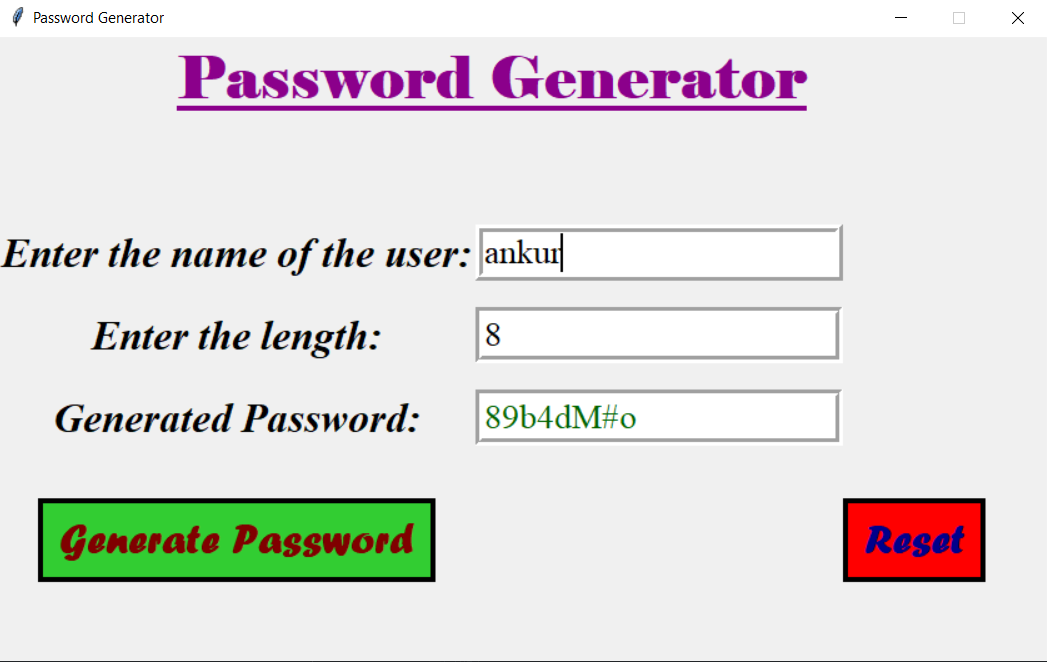 Password Generator
Password Generator
Enter the name of the user: ankur
Enter the length: 8
Generated Password: 89b4dM#o
Generate Password Reset